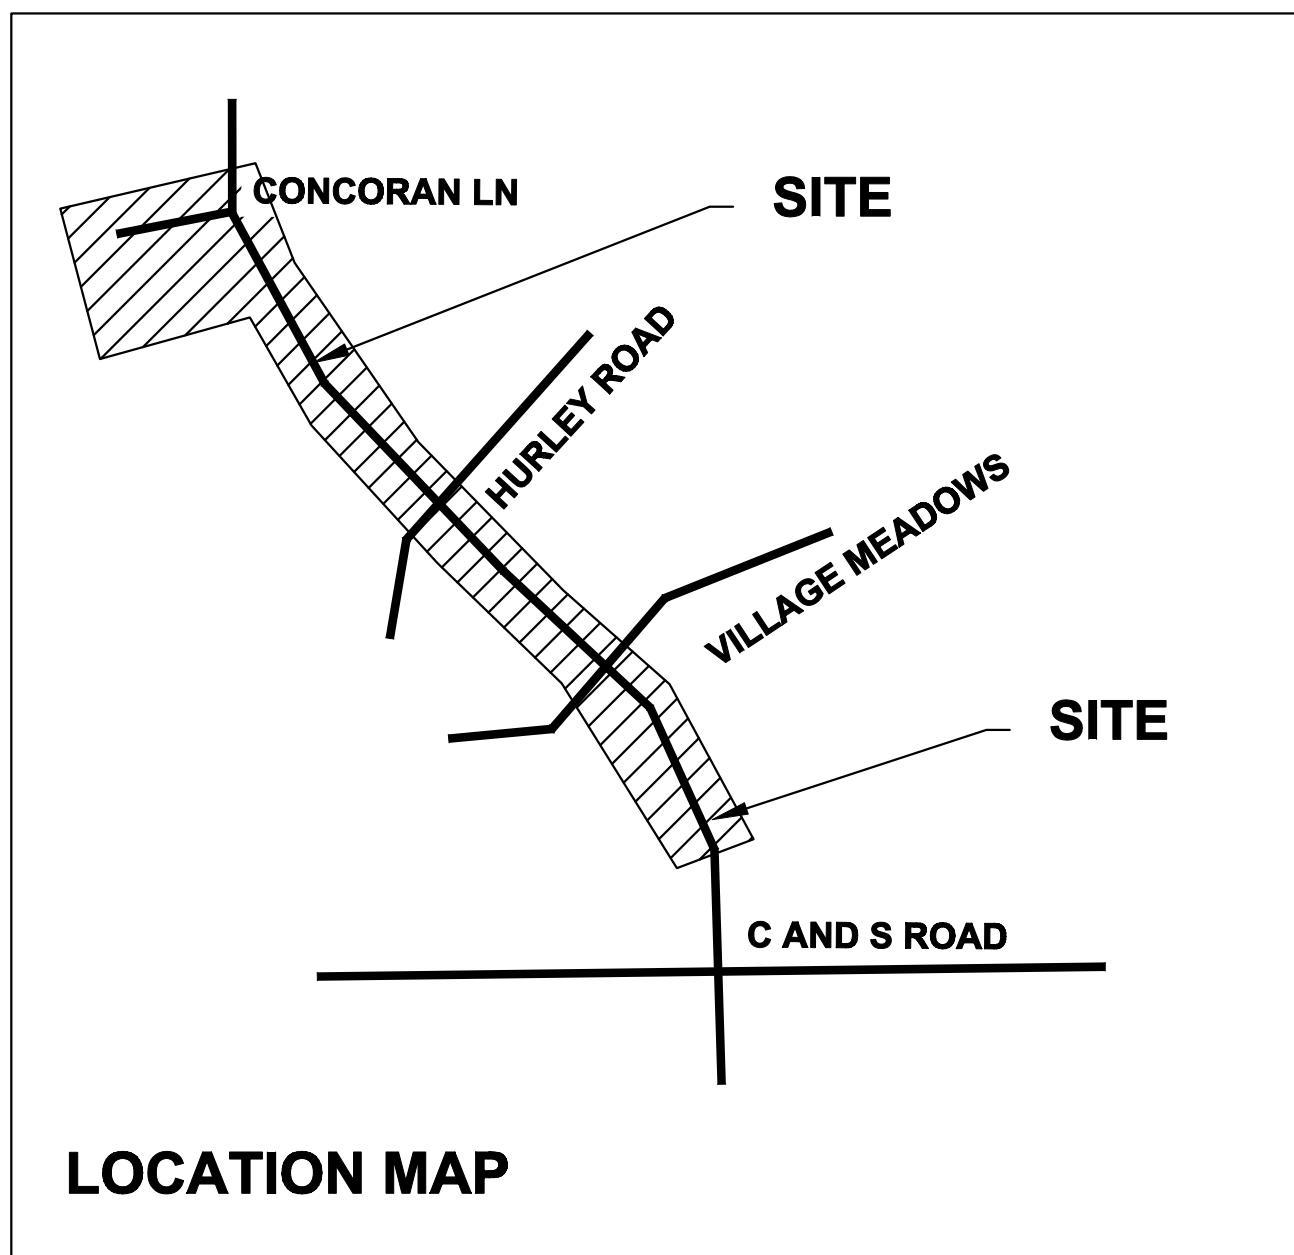 CONCORAN LN
SITE
HURLEY ROAD
VILLAGE MEADOWS
SITE
C AND S ROAD
LOCATION MAP